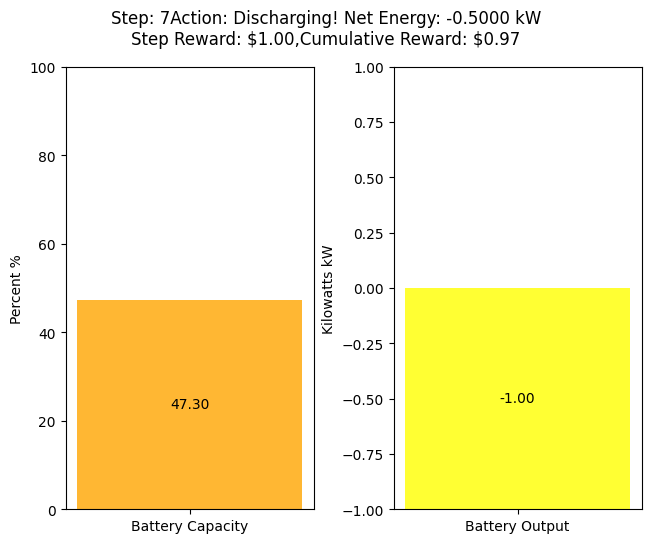 Step: 7Action: Discharging! Net Energy: -0.5000 kW
Step Reward: $1.00,Cumulative Reward: $0.97
100
80
60
40
20
0
Percent %
47.30
Battery Capacity
1.00
0.75
0.50
0.25
0.00
−0.25
−0.50
−0.75
−1.00
Kilowatts kW
-1.00
Battery Output